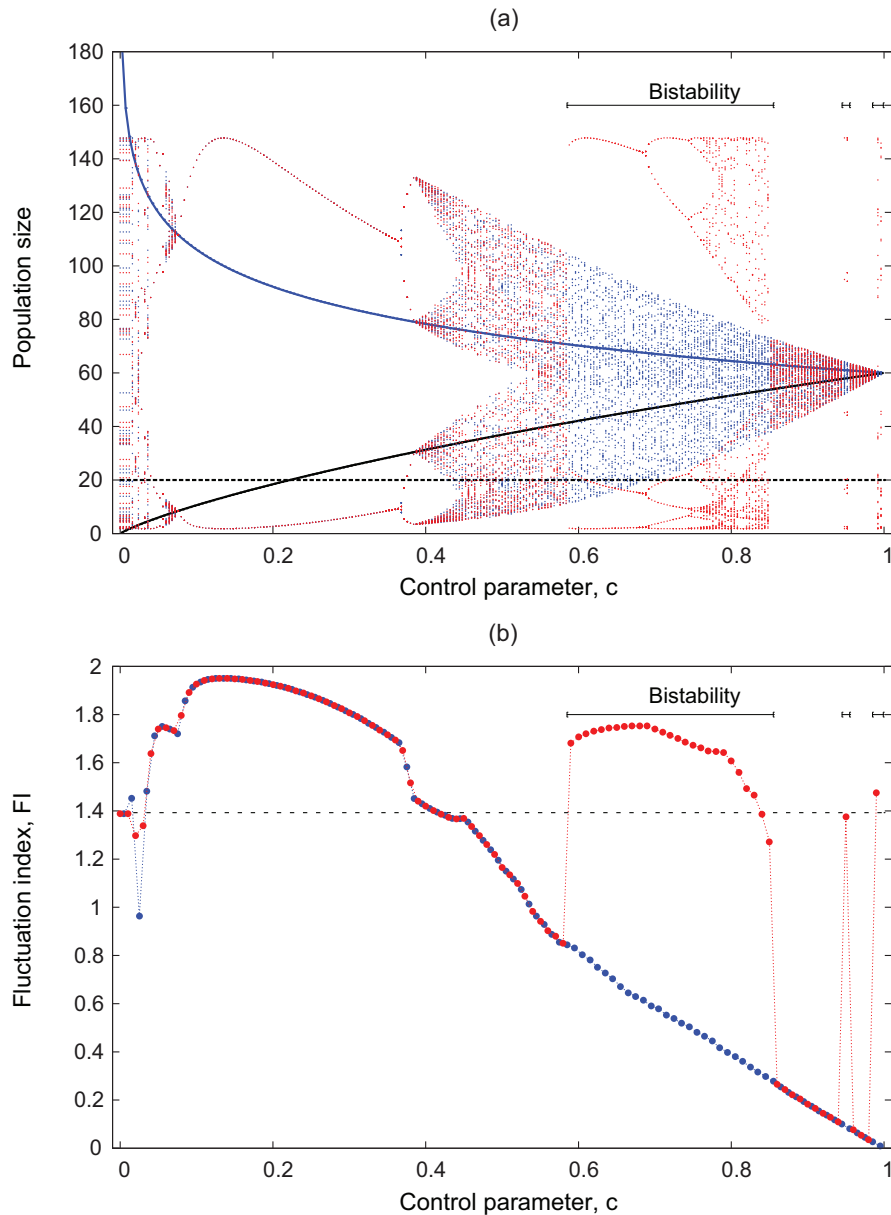 (a)
180
160
140
120
100
80
60
40
20
0
Population size
Bistability
0 0.2 0.4 0.6 0.8 1
Control parameter, c
(b)
2
1.8
1.6
1.4
1.2
1
0.8
0.6
0.4
0.2
0
Fluctuation index, FI
Bistability
0 0.2 0.4 0.6 0.8 1
Control parameter, c